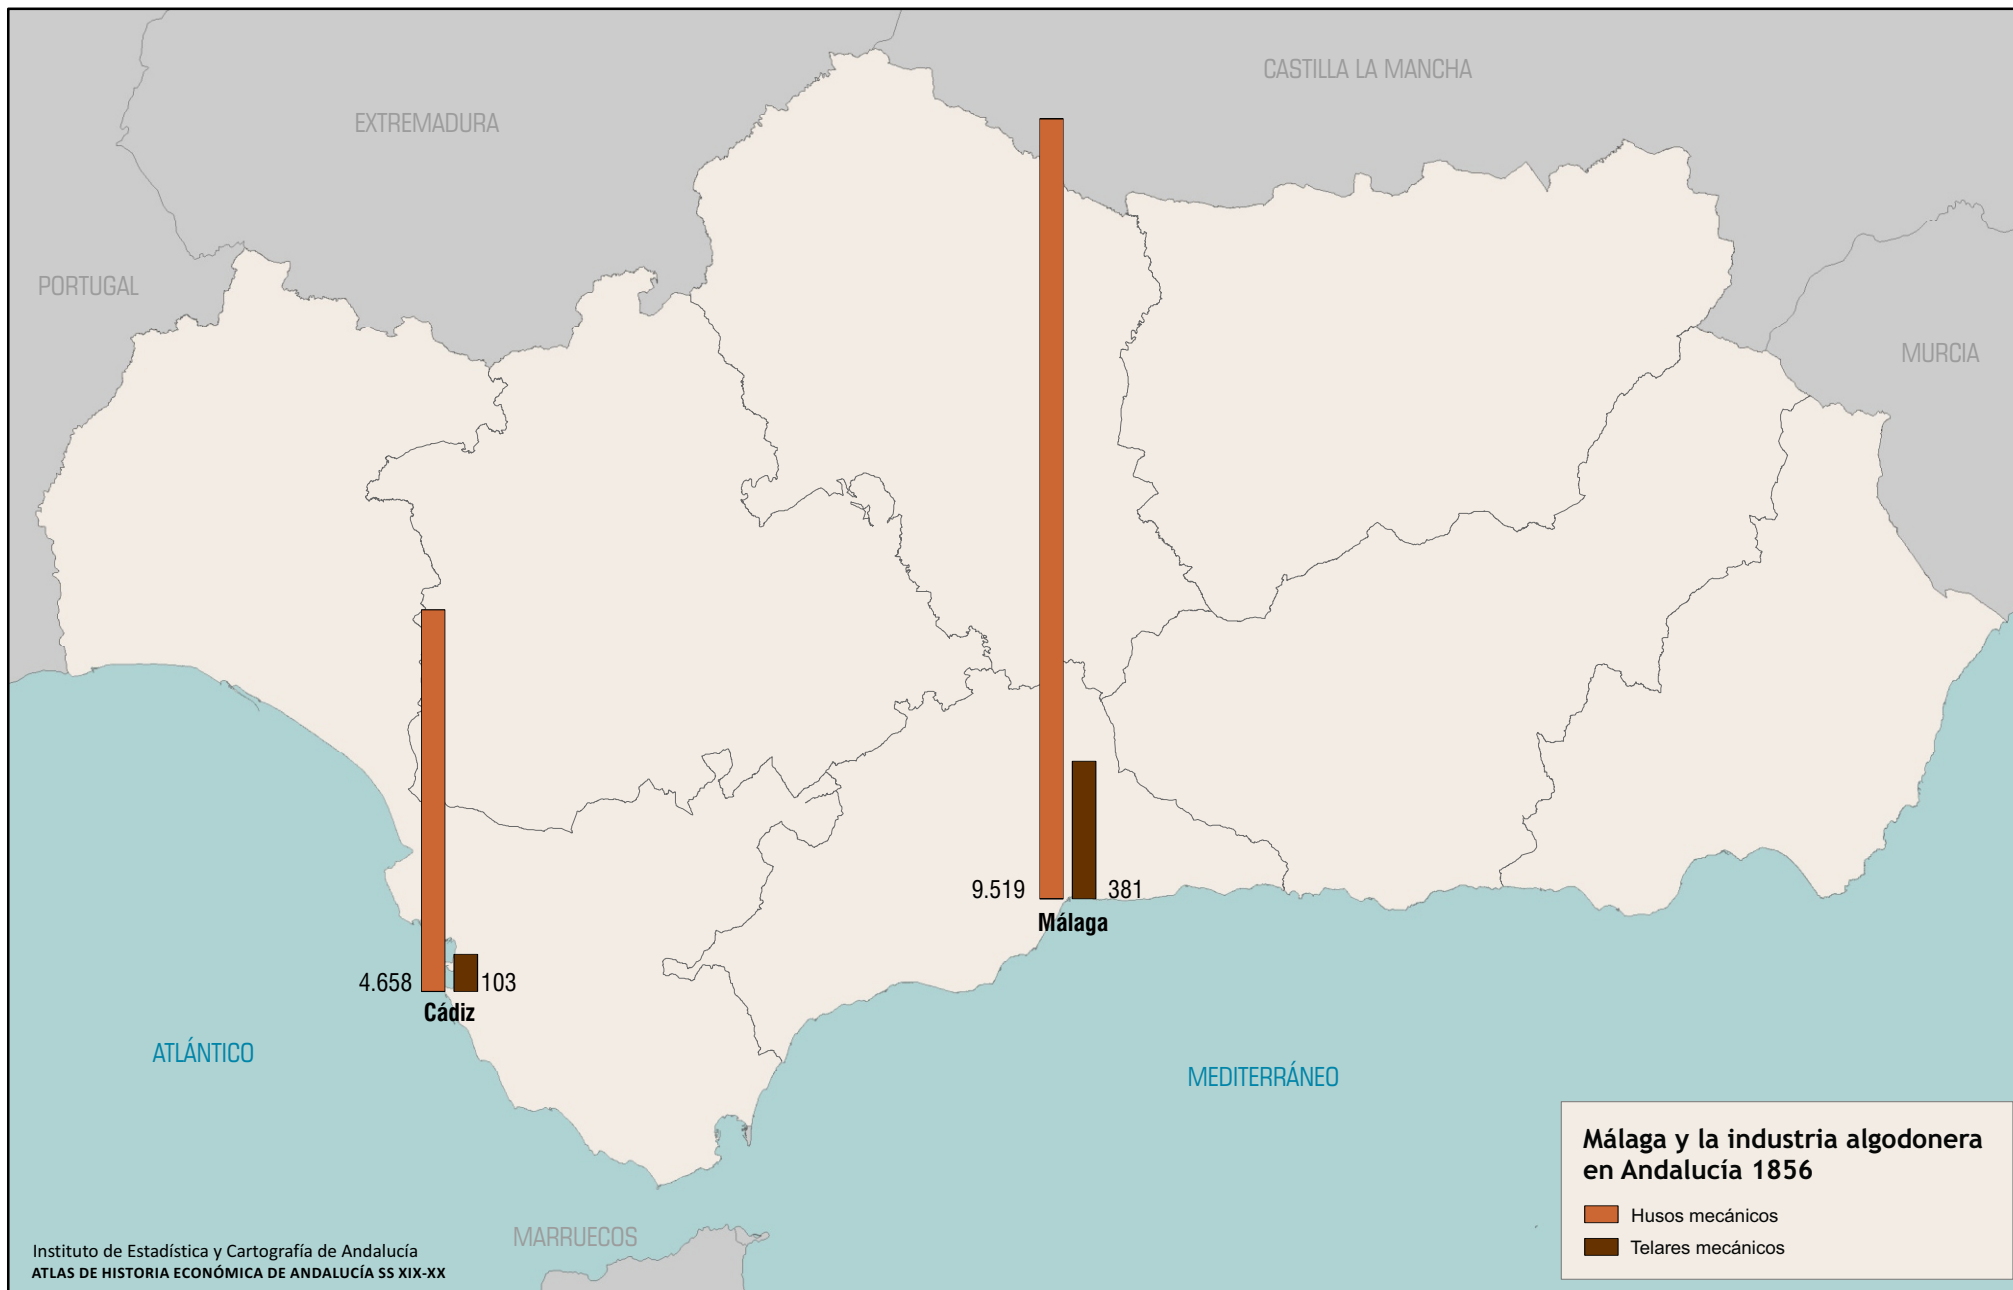 CASTILLA LA MANCHA
EXTREMADURA
PORTUGAL
MURCIA
9.519
381
Málaga
4.658
103
Cádiz
ATLÁNTICO
MEDITERRÁNEO
MARRUECOS
Málaga y la industria algodonera
en Andalucía 1856
Husos mecánicos
Telares mecánicos
Instituto de Estadística y Cartografía de Andalucía
ATLAS DE HISTORIA ECONÓMICA DE ANDALUCÍA SS XIX-XX